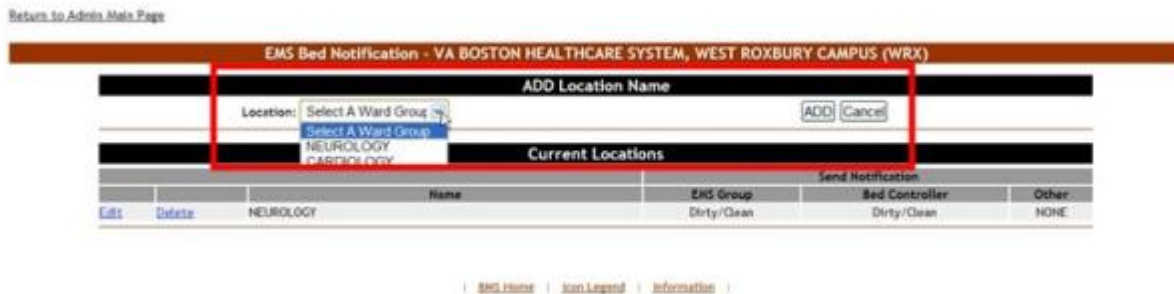 Return to Admin Main Page
EMS Bed Notification - VA BOSTON HEALTHCARE SYSTEM, WEST ROXBURY CAMPUS (WRX)
ADD Location Name
Location: Select A Ward Group ADD Cancel
Select A Ward Group
NEUROLOGY
CARDIOLOGY
Current Locations
Send Notification
Name EMS Group Bed Controller Other
Edit Delete NEUROLOGY Dirty/Clean Dirty/Clean NONE
| BMS Home | Icon Legend | Information |